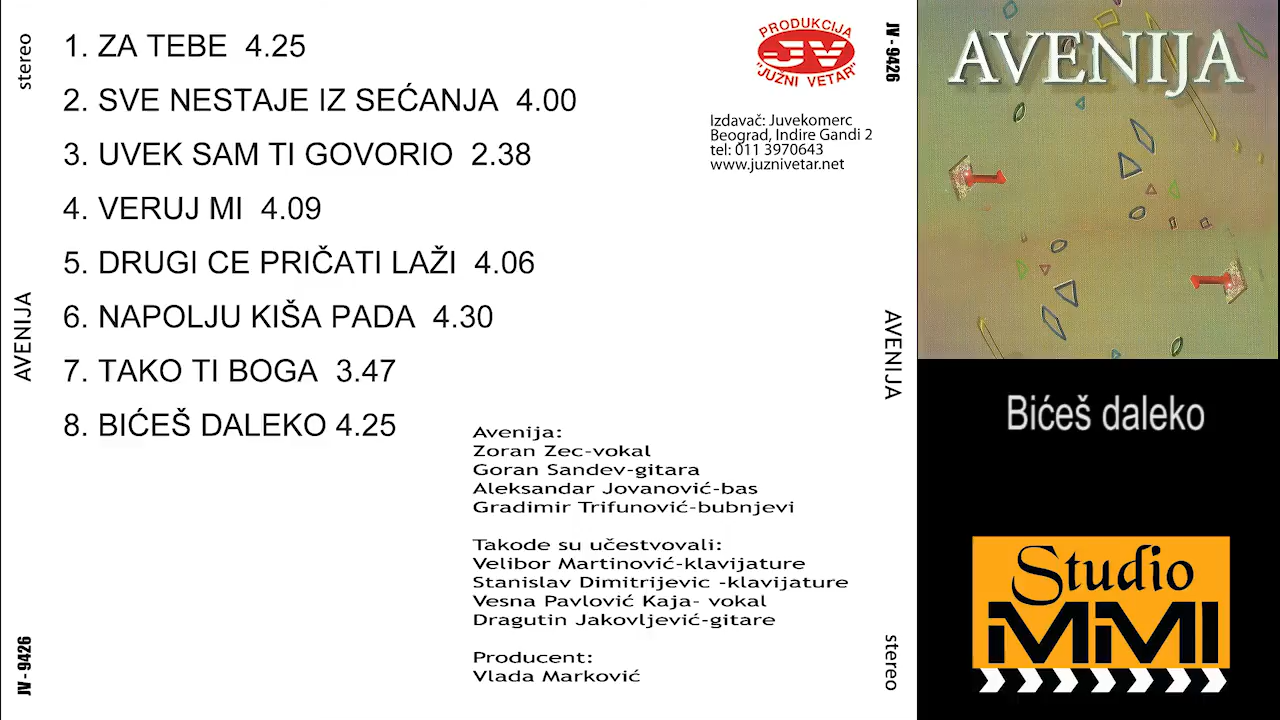 stereo
AVENIJA
JV - 9426
1. ZA TEBE 4.25
2. SVE NESTAJE IZ SEĆANJA 4.00
3. UVEK SAM TI GOVORIO 2.38
4. VERUJ MI 4.09
5. DRUGI CE PRIČATI LAŽI 4.06
6. NAPOLJU KIŠA PADA 4.30
7. TAKO TI BOGA 3.47
8. BIĆEŠ DALEKO 4.25
PRODUKCIJA
JV
"JUŽNI VETAR"
Izdavač: Juvekomerc
Beograd, Indire Gandi 2
tel: 011 3970643
www.juznivetar.net
Avenija:
Zoran Zec-vokal
Goran Sandev-gitara
Aleksandar Jovanović-bas
Gradimir Trifunović-bubnjevi
Takode su učestvovali:
Velibor Martinović-klavijature
Stanislav Dimitrijevic -klavijature
Vesna Pavlović Kaja- vokal
Dragutin Jakovljević-gitare
Producent:
Vlada Marković
JV - 9426
AVENIJA
stereo
AVENIJA
Bićeš daleko
Studio
MMI